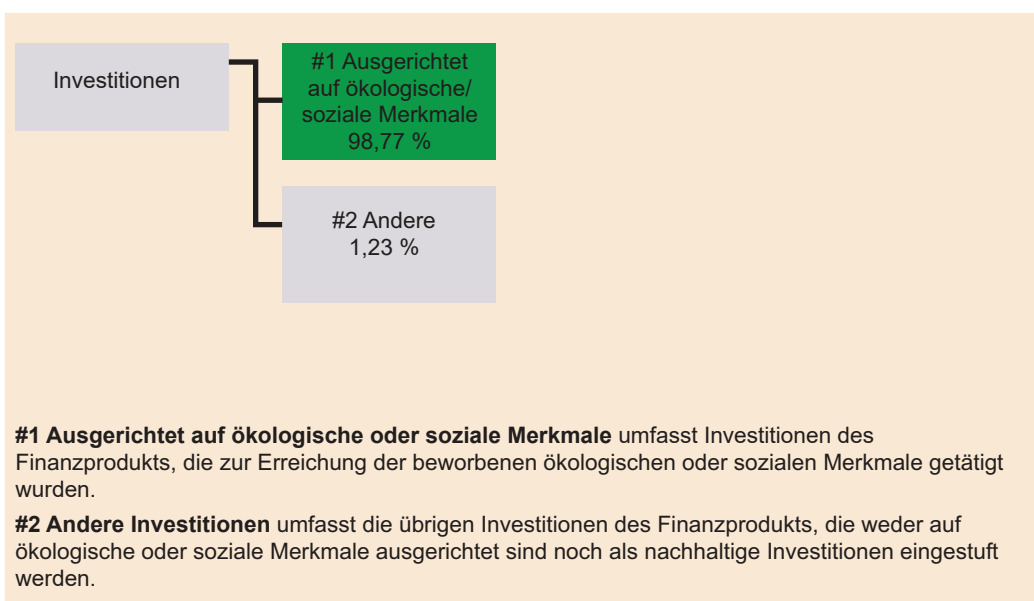 Investitionen
#1 Ausgerichtet
auf ökologische/
soziale Merkmale
98,77 %
#2 Andere
1,23 %
#1 Ausgerichtet auf ökologische oder soziale Merkmale umfasst Investitionen des
Finanzprodukts, die zur Erreichung der beworbenen ökologischen oder sozialen Merkmale getätigt
wurden.
#2 Andere Investitionen umfasst die übrigen Investitionen des Finanzprodukts, die weder auf
ökologische oder soziale Merkmale ausgerichtet sind noch als nachhaltige Investitionen eingestuft
werden.